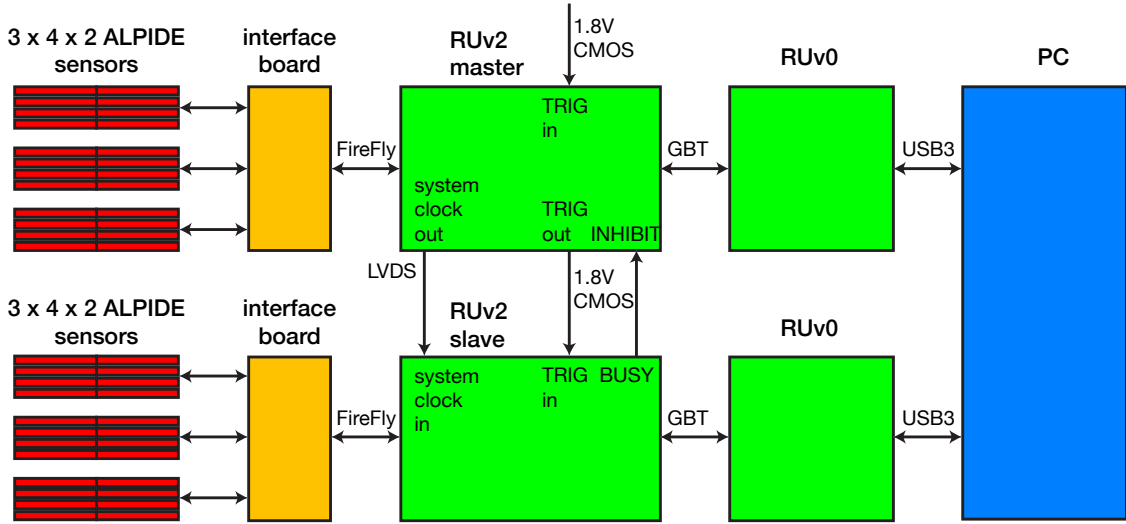 3 x 4 x 2 ALPIDE
sensors
interface
board
RUv2
master
1.8V
CMOS
RUv0
PC
TRIG
in
FireFly
GBT
USB3
system
clock
out
TRIG
out
INHIBIT
LVDS
1.8V
CMOS
3 x 4 x 2 ALPIDE
sensors
interface
board
RUv2
slave
RUv0
system
clock
in
TRIG
in
BUSY
FireFly
GBT
USB3